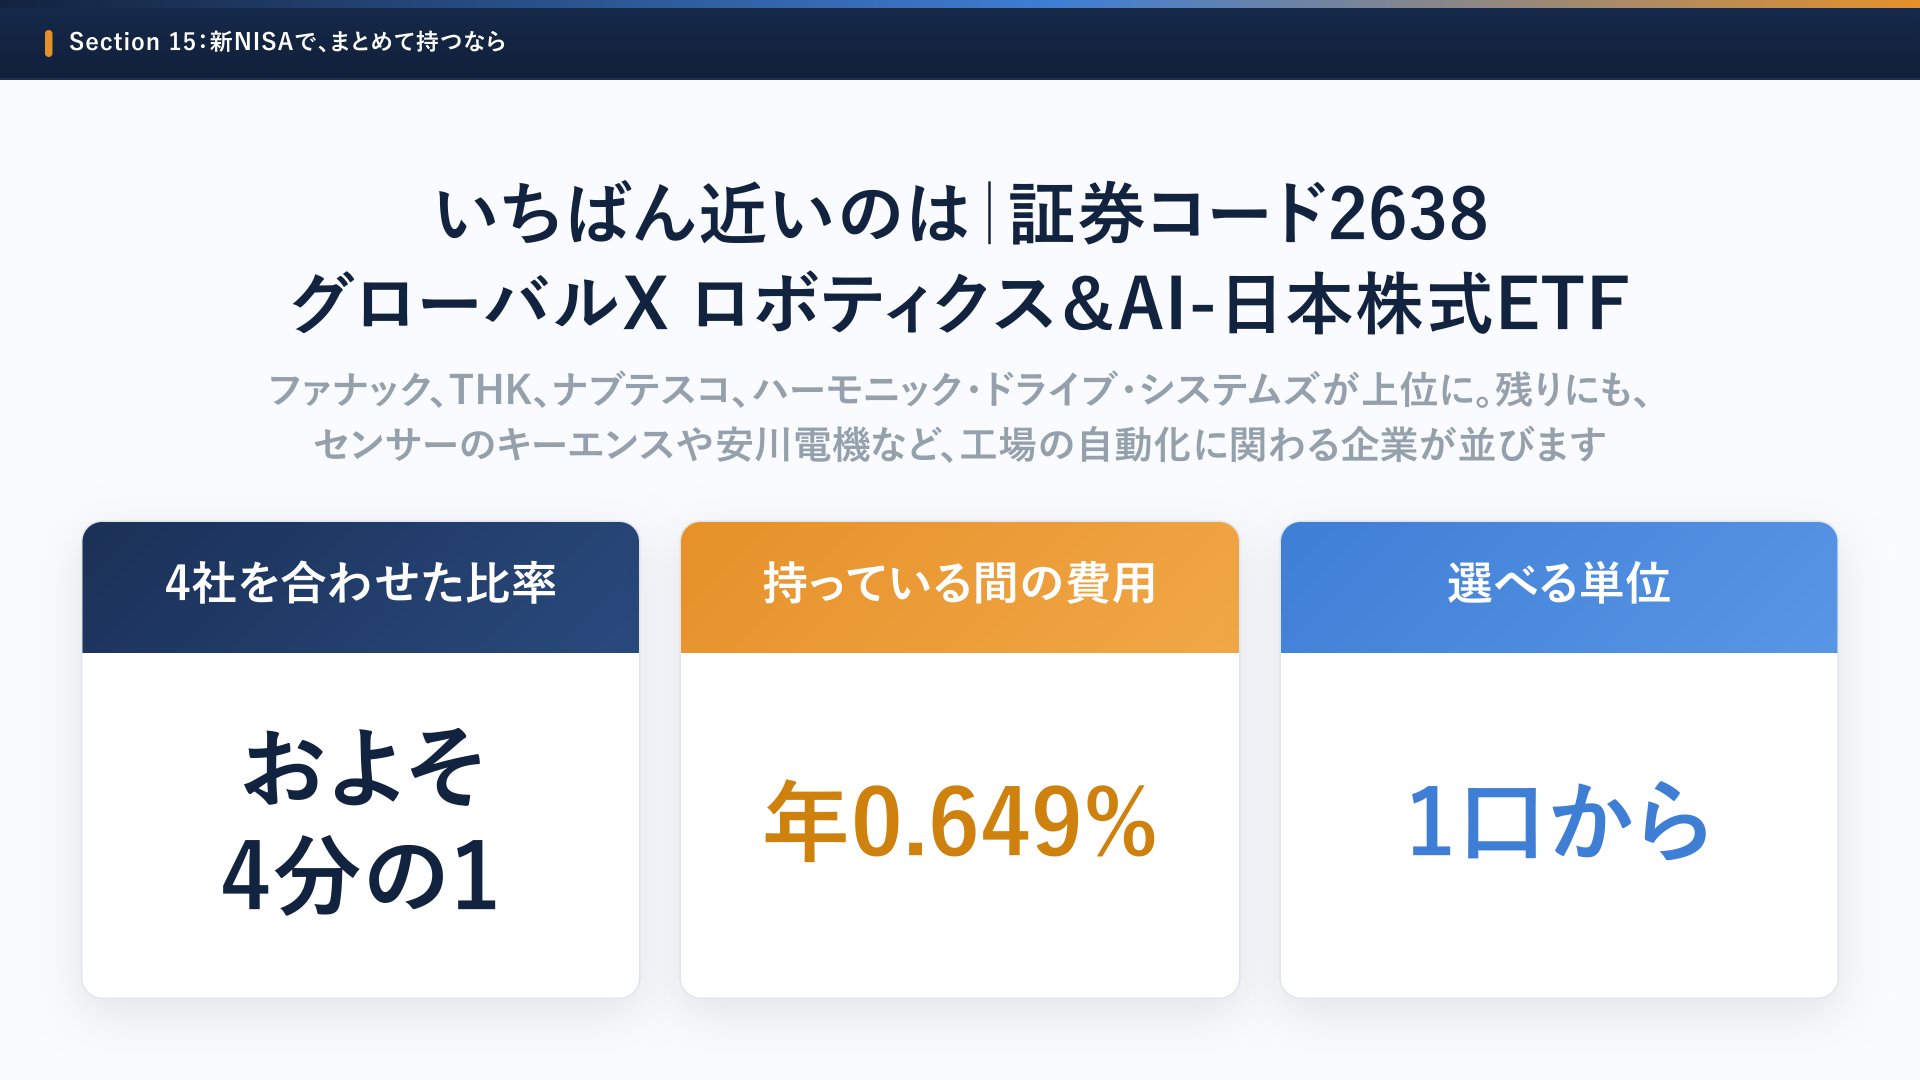 Section 15：新NISAで、まとめて持つなら
いちばん近いのは｜証券コード2638
グローバルX ロボティクス&AI-日本株式ETF
ファナック、THK、ナブテスコ、ハーモニック・ドライブ・システムズが上位に。残りにも、
センサーのキーエンスや安川電機など、工場の自動化に関わる企業が並びます
4社を合わせた比率
およそ
4分の1
持っている間の費用
年0.649%
選べる単位
1口から